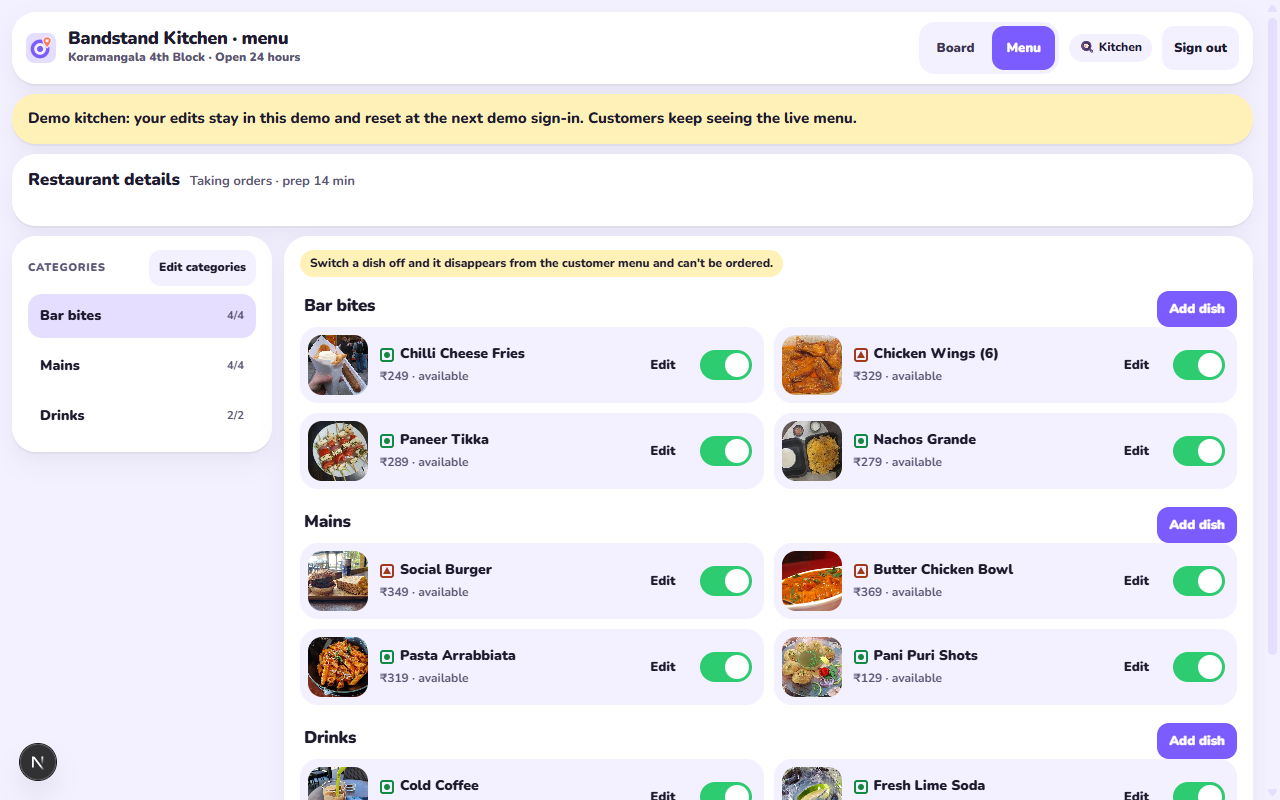 Bandstand Kitchen · menu
Koramangala 4th Block · Open 24 hours
Board
Menu
Kitchen
Sign out
Demo kitchen: your edits stay in this demo and reset at the next demo sign-in. Customers keep seeing the live menu.
Restaurant details Taking orders · prep 14 min
CATEGORIES
Edit categories
Bar bites 4/4
Mains 4/4
Drinks 2/2
Switch a dish off and it disappears from the customer menu and can't be ordered.
Bar bites
Add dish
Chilli Cheese Fries
₹249 · available
Edit
Chicken Wings (6)
₹329 · available
Edit
Paneer Tikka
₹289 · available
Edit
Nachos Grande
₹279 · available
Edit
Mains
Add dish
Social Burger
₹349 · available
Edit
Butter Chicken Bowl
₹369 · available
Edit
Pasta Arrabbiata
₹319 · available
Edit
Pani Puri Shots
₹129 · available
Edit
Drinks
Add dish
Cold Coffee
Edit
Fresh Lime Soda
Edit
N